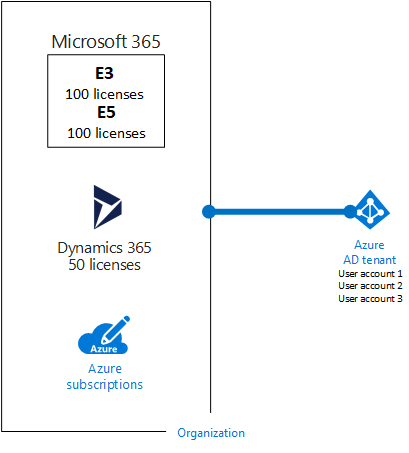 Microsoft 365
E3
100 licenses
E5
100 licenses
Dynamics 365
50 licenses
Azure
Azure
subscriptions
Azure
AD tenant
User account 1
User account 2
User account 3
Organization